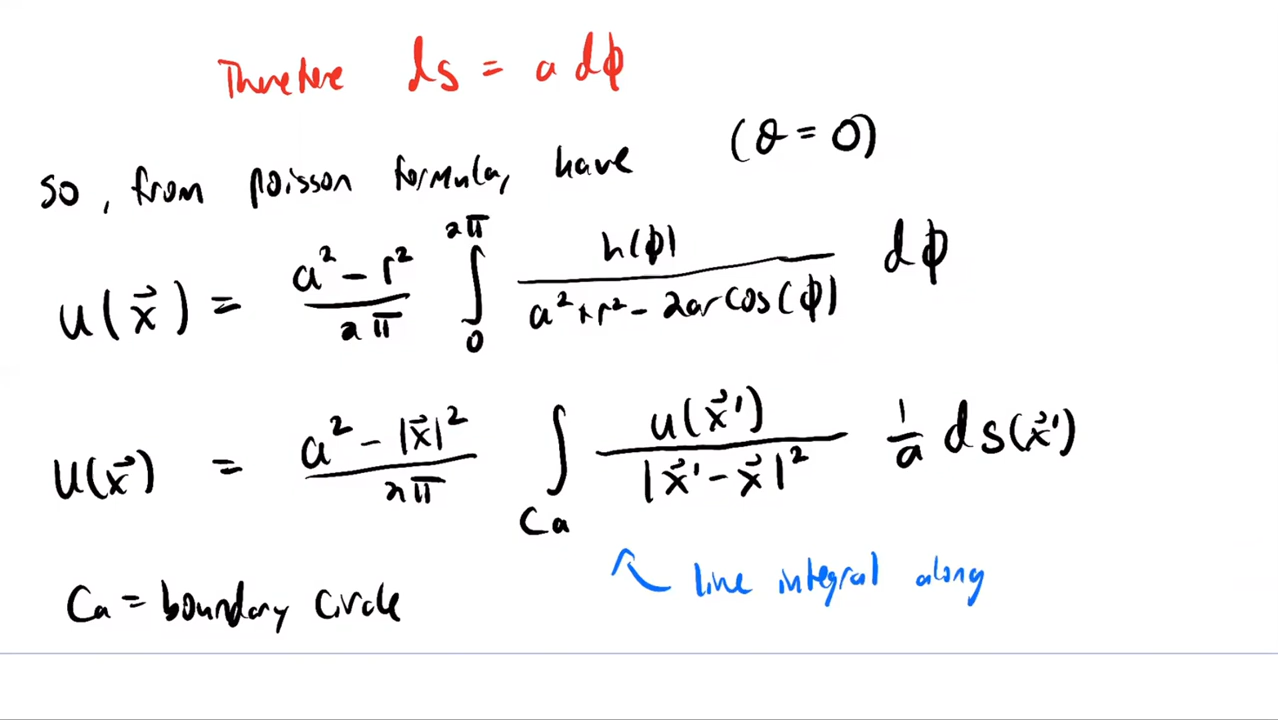 Therefore ds = a dϕ
(θ = 0)
so, from poisson formula, have
u(x⃗) = (a² − r²)/(2π) ∫₀^{2π} h(ϕ)/(a² + r² − 2ar cos(ϕ)) dϕ
u(x⃗) = (a² − |x⃗|²)/(2π) ∫_{Ca} u(x⃗')/|x⃗' − x⃗|² 1/a ds(x⃗')
line integral along
Ca = boundary circle